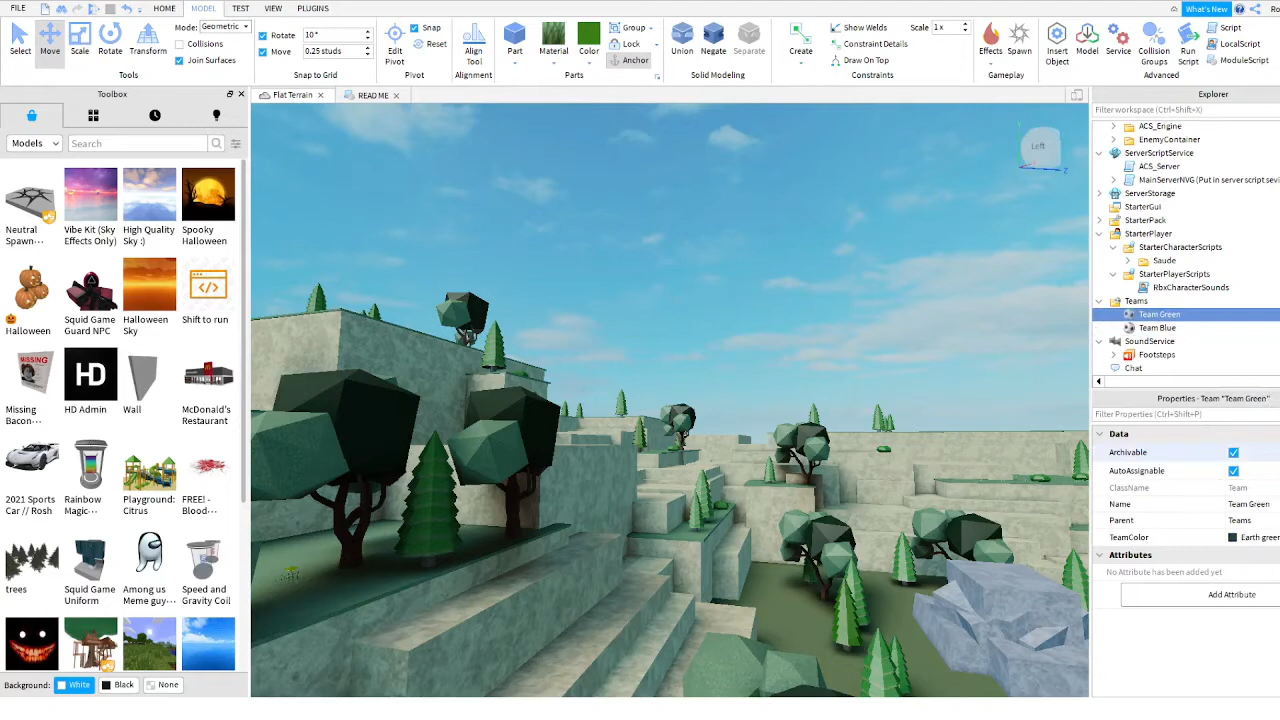 FILE HOME MODEL TEST VIEW PLUGINS What's New
Mode: Geometric Rotate 10° Snap Group Show Welds Scale 1 x Script
Collisions Move 0.25 studs Reset Lock Constraint Details LocalScript
Join Surfaces Anchor Draw On Top ModuleScript
Select Move Scale Rotate Transform Edit Pivot Align Tool Part Material Color Union Negate Separate Create Effects Spawn Insert Object Model Service Collision Groups Run Script
Tools Snap to Grid Pivot Alignment Parts Solid Modeling Constraints Gameplay Advanced
Toolbox
Models Search
Neutral Spawn...
Vibe Kit (Sky Effects Only)
High Quality Sky :)
Spooky Halloween
Halloween
Squid Game Guard NPC
Halloween Sky
Shift to run
MISSING
HD
Missing Bacon...
HD Admin
Wall
McDonald's Restaurant
2021 Sports Car // Rosh
Rainbow Magic...
Playground: Citrus
FREE! - Blood...
trees
Squid Game Uniform
Among us Meme guy...
Speed and Gravity Coil
Background: White Black None
Flat Terrain
README
Left
Z
Explorer
Filter workspace (Ctrl+Shift+X)
ACS_Engine
EnemyContainer
ServerScriptService
ACS_Server
MainServerNVG (Put in server script sevi
ServerStorage
StarterGui
StarterPack
StarterPlayer
StarterCharacterScripts
Saude
StarterPlayerScripts
RbxCharacterSounds
Teams
Team Green
Team Blue
SoundService
Footsteps
Chat
Properties - Team "Team Green"
Filter Properties (Ctrl+Shift+P)
Data
Archivable
AutoAssignable
ClassName Team
Name Team Green
Parent Teams
TeamColor Earth green
Attributes
No Attribute has been added yet
Add Attribute